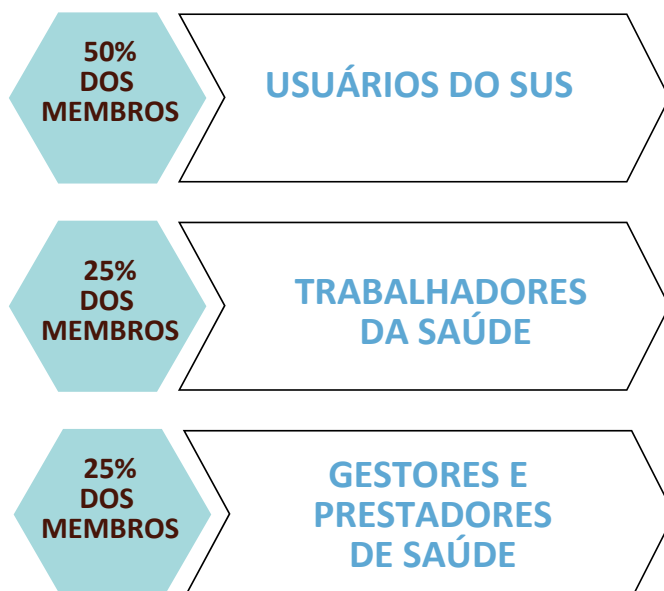 50%
DOS
MEMBROS
USUÁRIOS DO SUS
25%
DOS
MEMBROS
TRABALHADORES
DA SAÚDE
25%
DOS
MEMBROS
GESTORES E
PRESTADORES
DE SAÚDE